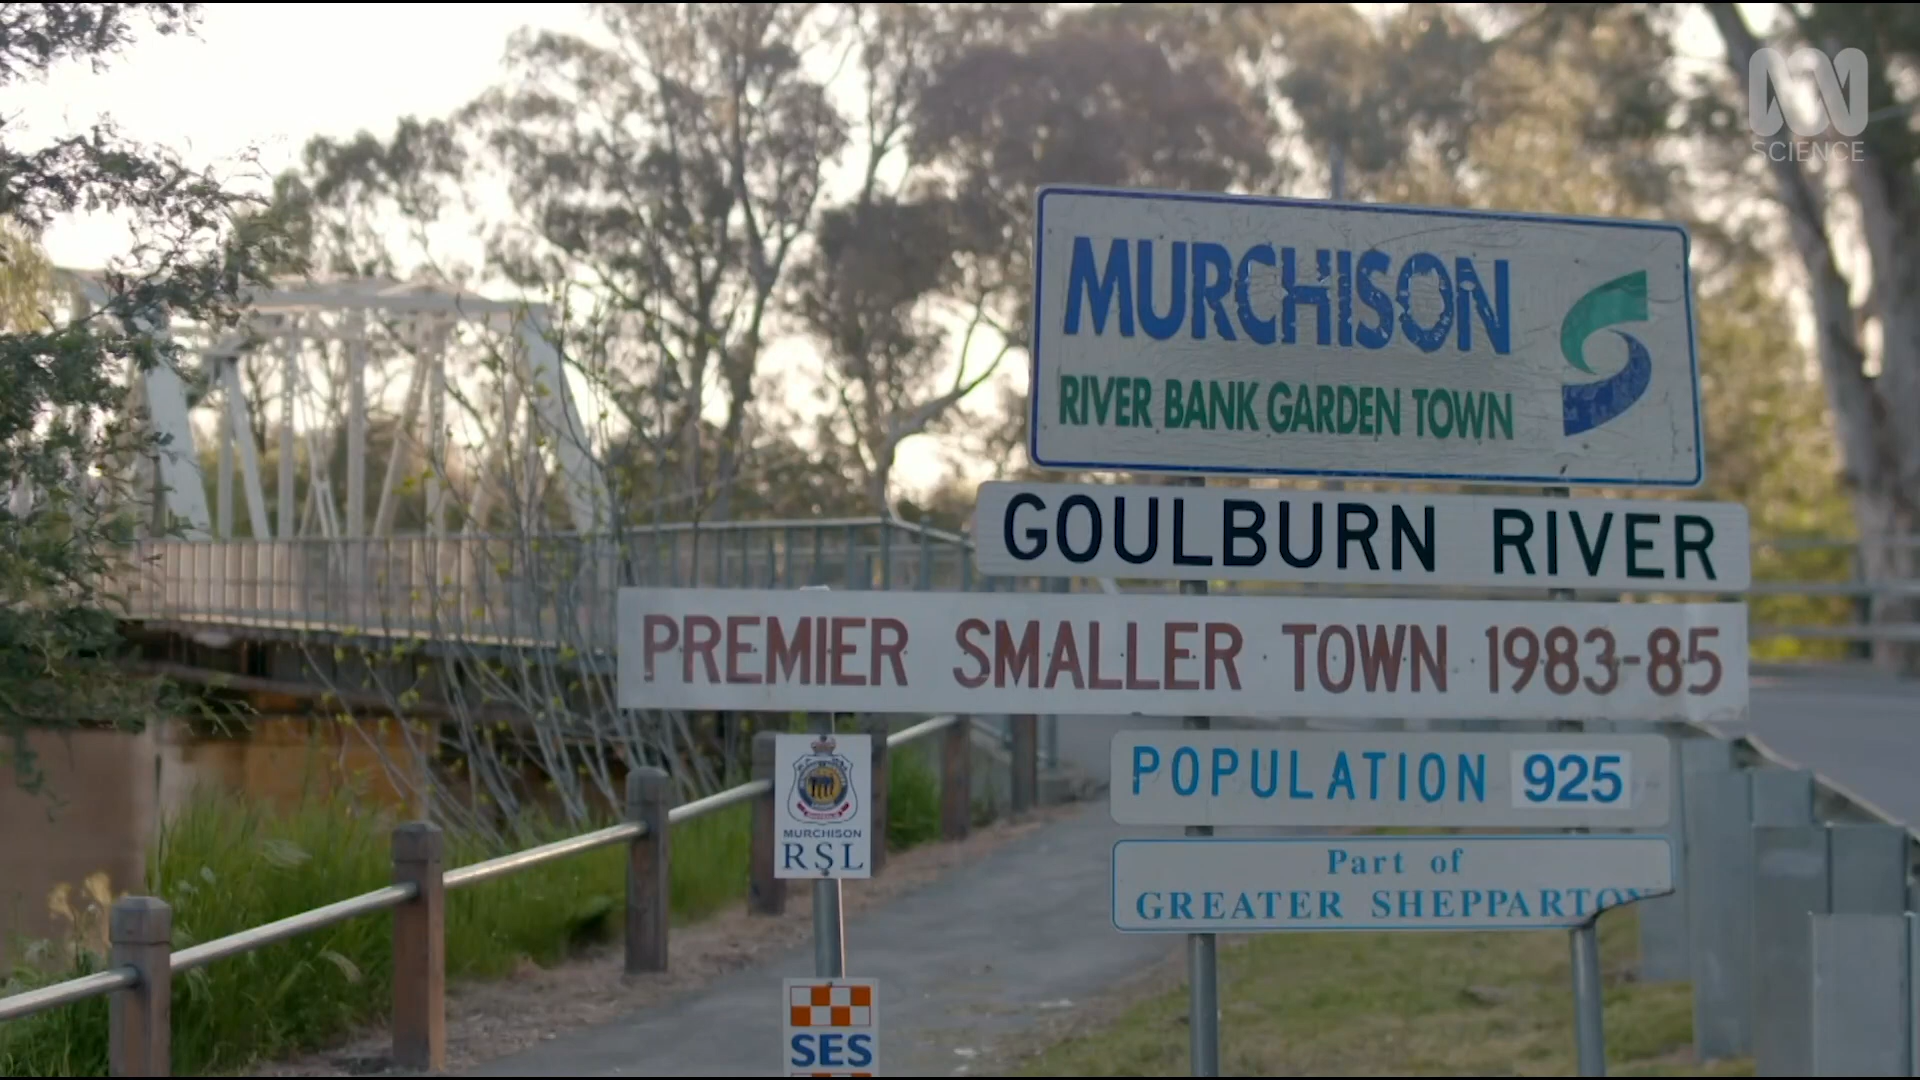 SCIENCE
MURCHISON
RIVER BANK GARDEN TOWN
GOULBURN RIVER
PREMIER SMALLER TOWN 1983-85
POPULATION 925
Part of
GREATER SHEPPARTON
MURCHISON
RSL
SES